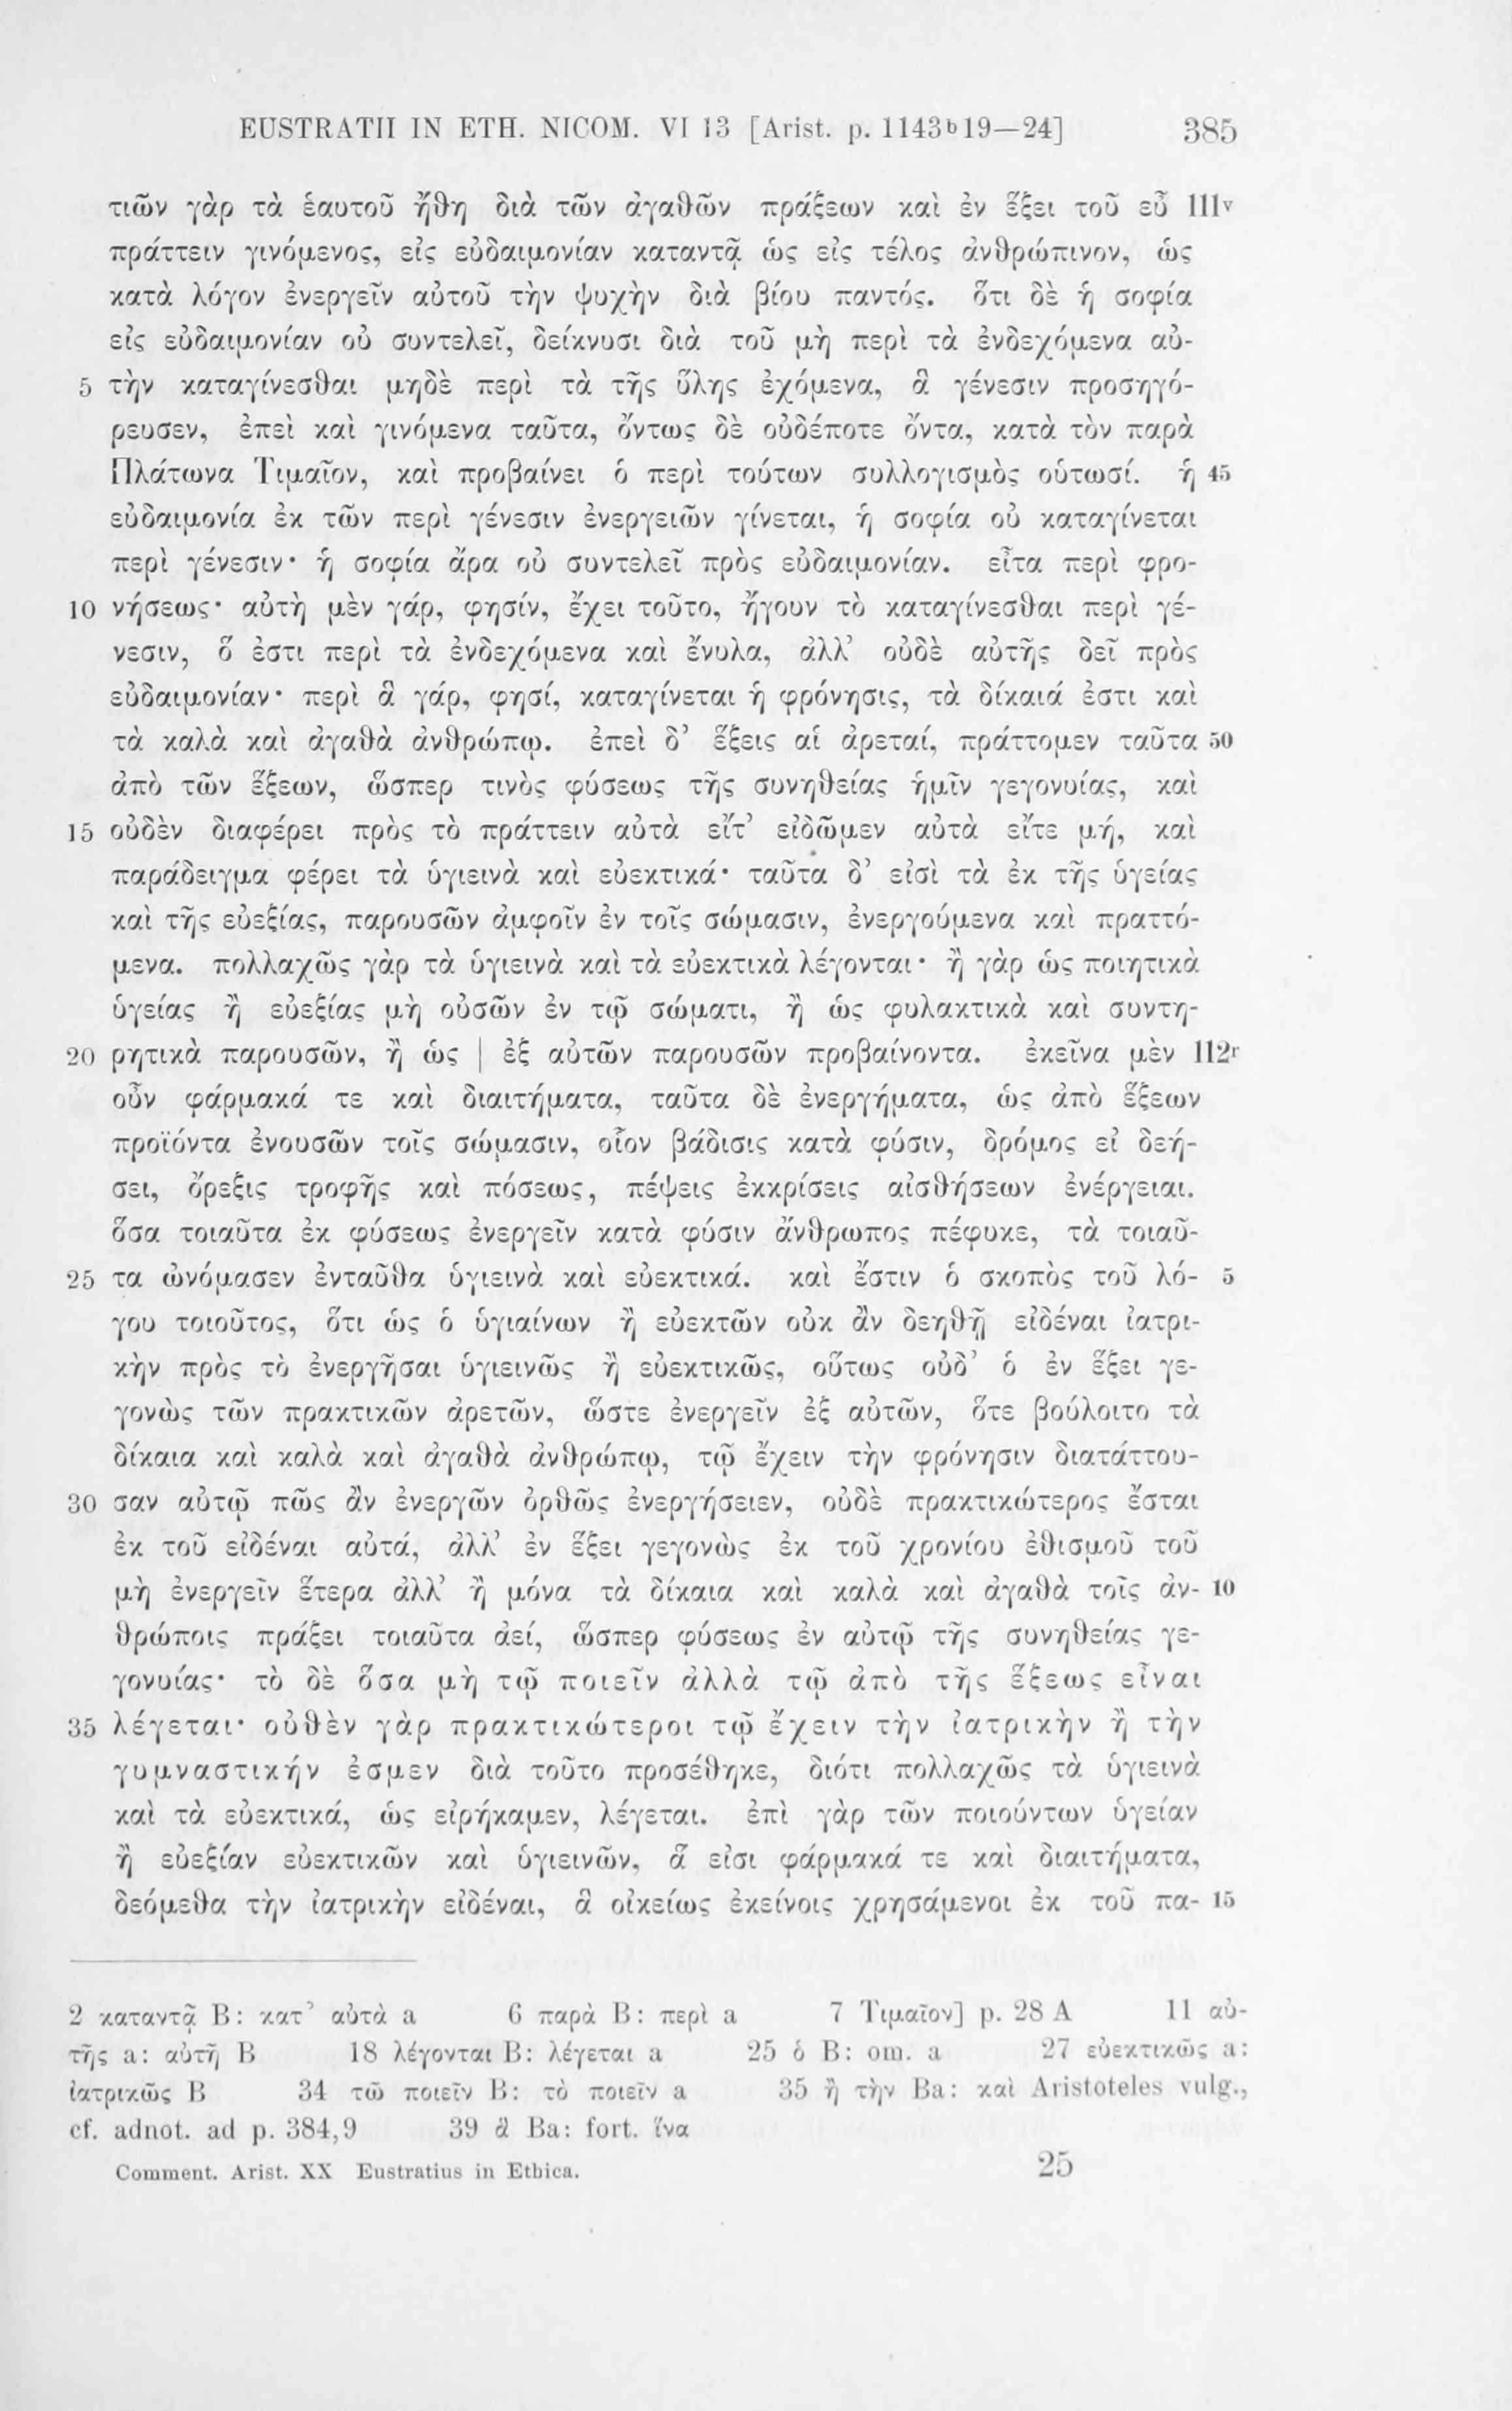 EUSTRATII IN ETH. NICOM. VI 13 [Arist. p. 1143b19—24] 385
τιῶν γὰρ τὰ ἑαυτοῦ ἤθη διὰ τῶν ἀγαθῶν πράξεων καὶ ἐν ἕξει τοῦ εὖ 111v
πράττειν γινόμενος, εἰς εὐδαιμονίαν καταντᾷ ὡς εἰς τέλος ἀνθρώπινον, ὡς
κατὰ λόγον ἐνεργεῖν αὐτοῦ τὴν ψυχὴν διὰ βίου παντός. ὅτι δὲ ἡ σοφία
εἰς εὐδαιμονίαν οὐ συντελεῖ, δείκνυσι διὰ τοῦ μὴ περὶ τὰ ἐνδεχόμενα αὐ-
5 τὴν καταγίνεσθαι μηδὲ περὶ τὰ τῆς ὕλης ἐχόμενα, ἃ γένεσιν προσηγό-
ρευσεν, ἐπεὶ καὶ γινόμενα ταῦτα, ὄντως δὲ οὐδέποτε ὄντα, κατὰ τὸν παρὰ
Πλάτωνα Τιμαῖον, καὶ προβαίνει ὁ περὶ τούτων συλλογισμὸς οὑτωσί. ἡ 45
εὐδαιμονία ἐκ τῶν περὶ γένεσιν ἐνεργειῶν γίνεται, ἡ σοφία οὐ καταγίνεται
περὶ γένεσιν· ἡ σοφία ἄρα οὐ συντελεῖ πρὸς εὐδαιμονίαν. εἶτα περὶ φρο-
10 νήσεως· αὐτὴ μὲν γάρ, φησίν, ἔχει τοῦτο, ἤγουν τὸ καταγίνεσθαι περὶ γέ-
νεσιν, ὅ ἐστι περὶ τὰ ἐνδεχόμενα καὶ ἔνυλα, ἀλλ’ οὐδὲ αὐτῆς δεῖ πρὸς
εὐδαιμονίαν· περὶ ἃ γάρ, φησί, καταγίνεται ἡ φρόνησις, τὰ δίκαιά ἐστι καὶ
τὰ καλὰ καὶ ἀγαθὰ ἀνθρώπῳ. ἐπεὶ δ’ ἕξεις αἱ ἀρεταί, πράττομεν ταῦτα 50
ἀπὸ τῶν ἕξεων, ὥσπερ τινὸς φύσεως τῆς συνηθείας ἡμῖν γεγονυίας, καὶ
15 οὐδὲν διαφέρει πρὸς τὸ πράττειν αὐτὰ εἴτ’ εἰδῶμεν αὐτὰ εἴτε μή, καὶ
παράδειγμα φέρει τὰ ὑγιεινὰ καὶ εὐεκτικά· ταῦτα δ’ εἰσὶ τὰ ἐκ τῆς ὑγείας
καὶ τῆς εὐεξίας, παρουσῶν ἀμφοῖν ἐν τοῖς σώμασιν, ἐνεργούμενα καὶ πραττό-
μενα. πολλαχῶς γὰρ τὰ ὑγιεινὰ καὶ τὰ εὐεκτικὰ λέγονται· ἢ γὰρ ὡς ποιητικὰ
ὑγείας ἢ εὐεξίας μὴ οὐσῶν ἐν τῷ σώματι, ἢ ὡς φυλακτικὰ καὶ συντη-
20 ρητικὰ παρουσῶν, ἢ ὡς | ἐξ αὐτῶν παρουσῶν προβαίνοντα. ἐκεῖνα μὲν 112r
οὖν φάρμακά τε καὶ διαιτήματα, ταῦτα δὲ ἐνεργήματα, ὡς ἀπὸ ἕξεων
προϊόντα ἐνουσῶν τοῖς σώμασιν, οἷον βάδισις κατὰ φύσιν, δρόμος εἰ δεή-
σει, ὄρεξις τροφῆς καὶ πόσεως, πέψεις ἐκκρίσεις αἰσθήσεων ἐνέργειαι.
ὅσα τοιαῦτα ἐκ φύσεως ἐνεργεῖν κατὰ φύσιν ἄνθρωπος πέφυκε, τὰ τοιαῦ-
25 τα ὠνόμασεν ἐνταῦθα ὑγιεινὰ καὶ εὐεκτικά. καὶ ἔστιν ὁ σκοπὸς τοῦ λό- 5
γου τοιοῦτος, ὅτι ὡς ὁ ὑγιαίνων ἢ εὐεκτῶν οὐκ ἂν δεηθῇ εἰδέναι ἰατρι-
κὴν πρὸς τὸ ἐνεργῆσαι ὑγιεινῶς ἢ εὐεκτικῶς, οὕτως οὐδ’ ὁ ἐν ἕξει γε-
γονὼς τῶν πρακτικῶν ἀρετῶν, ὥστε ἐνεργεῖν ἐξ αὐτῶν, ὅτε βούλοιτο τὰ
δίκαια καὶ καλὰ καὶ ἀγαθὰ ἀνθρώπῳ, τῷ ἔχειν τὴν φρόνησιν διατάττου-
30 σαν αὐτῷ πῶς ἂν ἐνεργῶν ὀρθῶς ἐνεργήσειεν, οὐδὲ πρακτικώτερος ἔσται
ἐκ τοῦ εἰδέναι αὐτά, ἀλλ’ ἐν ἕξει γεγονὼς ἐκ τοῦ χρονίου ἐθισμοῦ τοῦ
μὴ ἐνεργεῖν ἕτερα ἀλλ’ ἢ μόνα τὰ δίκαια καὶ καλὰ καὶ ἀγαθὰ τοῖς ἀν- 10
θρώποις πράξει τοιαῦτα ἀεί, ὥσπερ φύσεως ἐν αὐτῷ τῆς συνηθείας γε-
γονυίας· τὸ δὲ ὅσα μὴ τῷ ποιεῖν ἀλλὰ τῷ ἀπὸ τῆς ἕξεως εἶναι
35 λέγεται· οὐθὲν γὰρ πρακτικώτεροι τῷ ἔχειν τὴν ἰατρικὴν ἢ τὴν
γυμναστικήν ἐσμεν διὰ τοῦτο προσέθηκε, διότι πολλαχῶς τὰ ὑγιεινὰ
καὶ τὰ εὐεκτικά, ὡς εἰρήκαμεν, λέγεται. ἐπὶ γὰρ τῶν ποιούντων ὑγείαν
ἢ εὐεξίαν εὐεκτικῶν καὶ ὑγιεινῶν, ἅ εἰσι φάρμακά τε καὶ διαιτήματα,
δεόμεθα τὴν ἰατρικὴν εἰδέναι, ἃ οἰκείως ἐκείνοις χρησάμενοι ἐκ τοῦ πα- 15
2 καταντᾷ B: κατ’ αὐτὰ a 6 παρὰ B: περὶ a 7 Τιμαῖον] p. 28 A 11 αὐ-
τῆς a: αὐτῇ B 18 λέγονται B: λέγεται a 25 ὁ B: om. a 27 εὐεκτικῶς a:
ἰατρικῶς B 34 τῶ ποιεῖν B: τὸ ποιεῖν a 35 ἢ τὴν Ba: καὶ Aristoteles vulg.,
cf. adnot. ad p. 384,9 39 ἃ Ba: fort. ἵνα
Comment. Arist. XX Eustratius in Ethica. 25